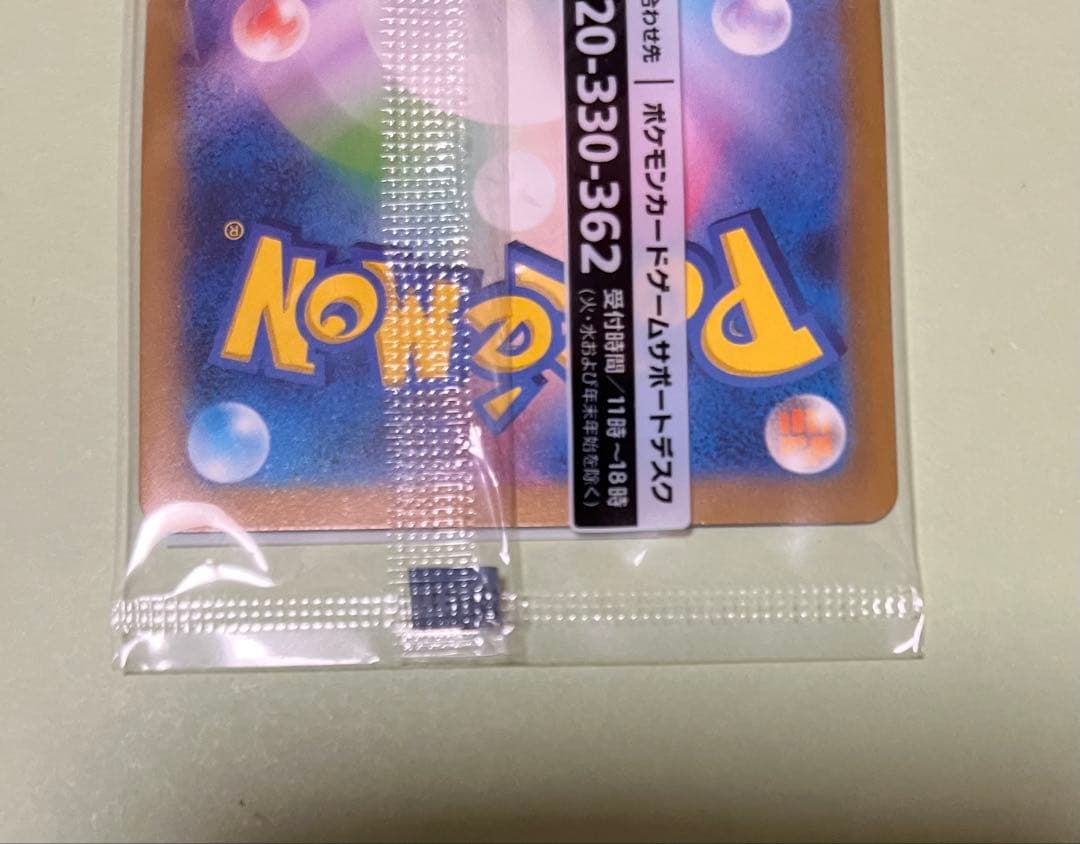 合わせ先 | ポケモンカードゲームサポートデスク
20-330-362 受付時間/11時～18時
(火・水および年末年始を除く)
Pokémon
®